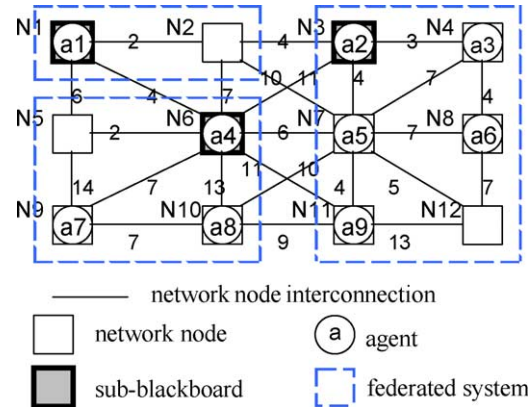 N1 N2 N3 N4
a1 2 4 a2 3 a3
10 11
6 4 7 4 7 4
N5 N6 N7 N8
2 a4 6 a5 7 a6
11 10
14 7 13 4 5 7
N9 N10 N11 N12
a7 a8 a9
7 9 13
network node interconnection
network node
a agent
sub-blackboard
federated system